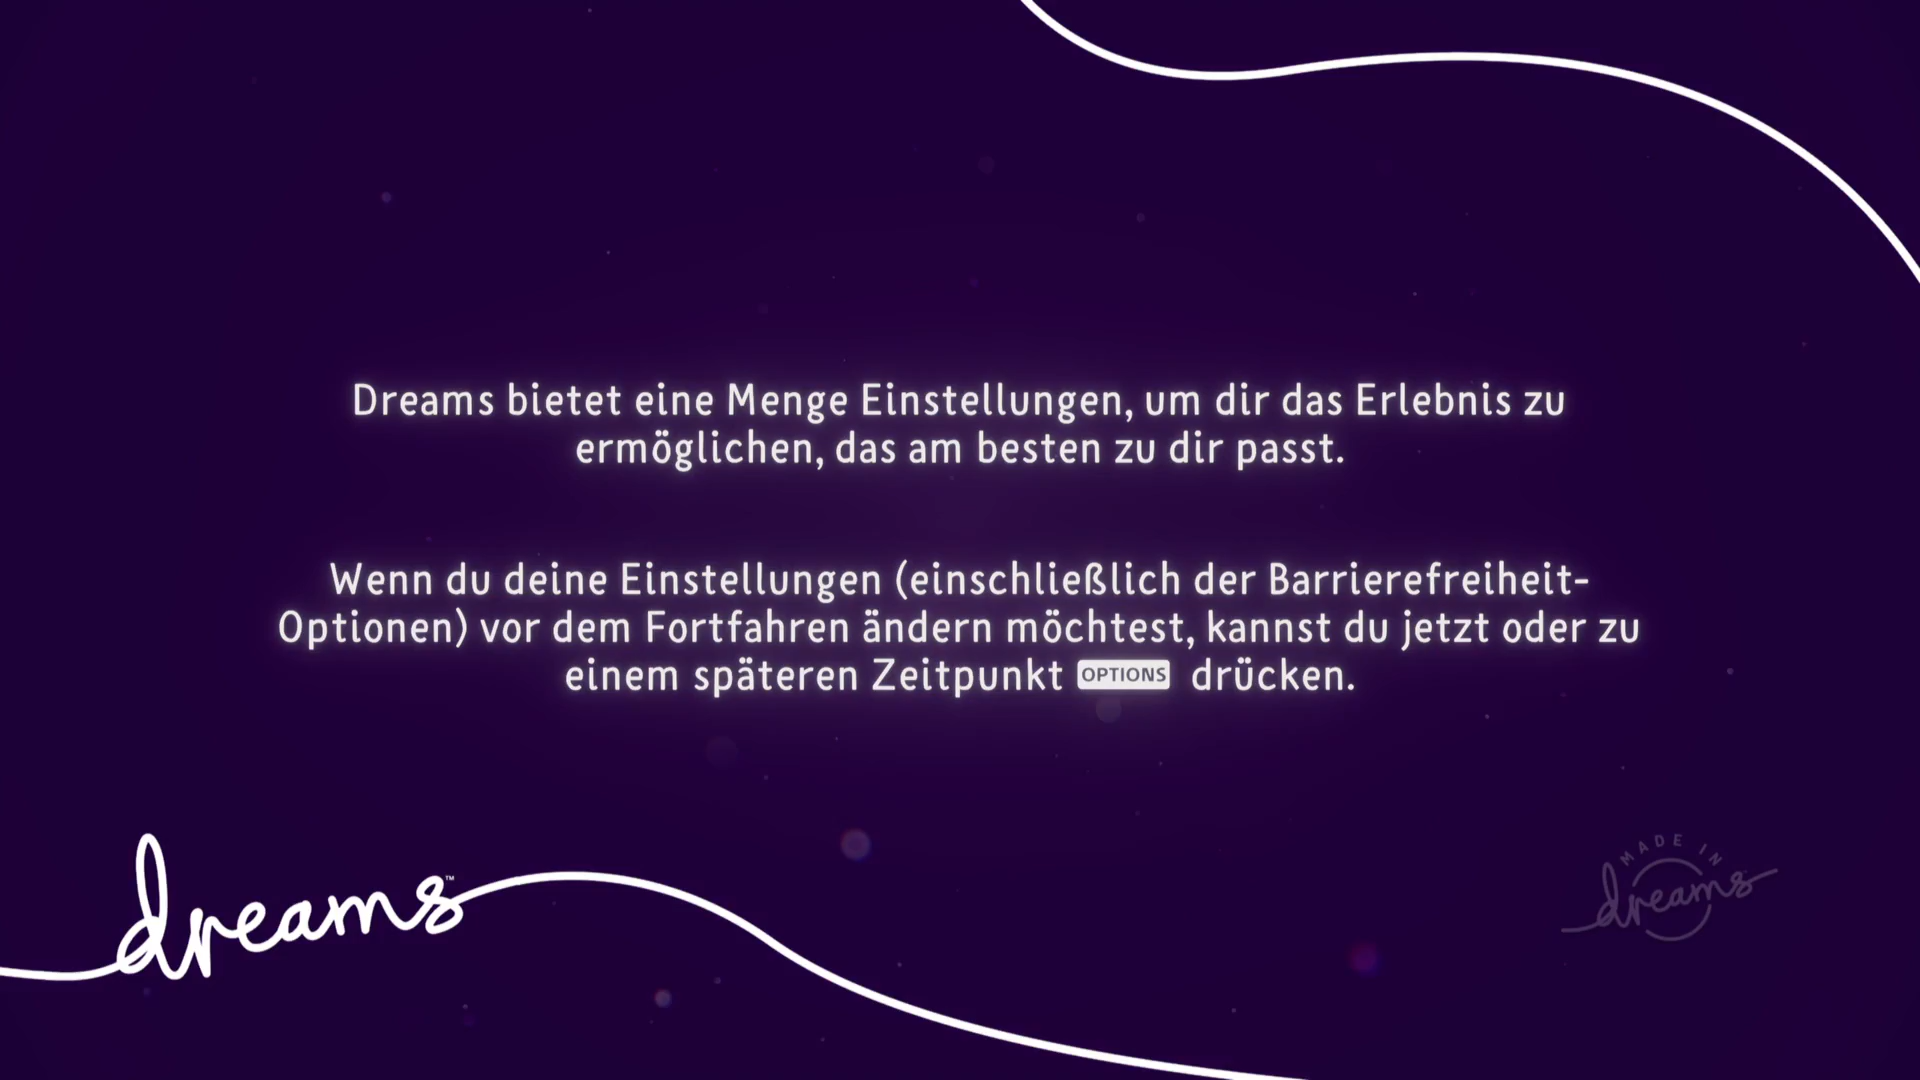 Dreams bietet eine Menge Einstellungen, um dir das Erlebnis zu
ermöglichen, das am besten zu dir passt.
Wenn du deine Einstellungen (einschließlich der Barrierefreiheit-
Optionen) vor dem Fortfahren ändern möchtest, kannst du jetzt oder zu
einem späteren Zeitpunkt OPTIONS drücken.
dreams™
MADE IN
dreams